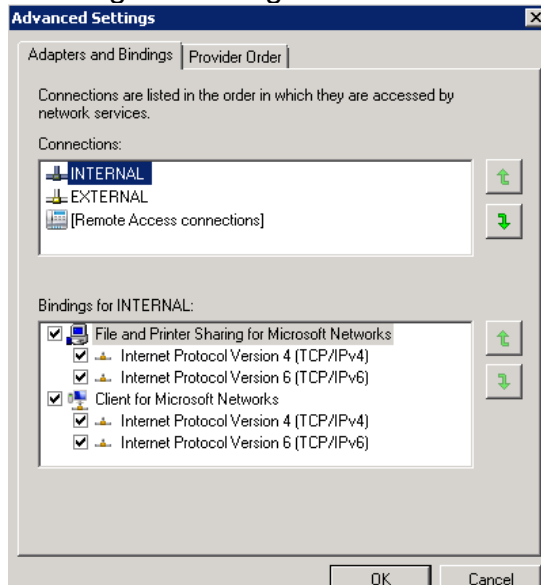 Advanced Settings
Adapters and Bindings
Provider Order
Connections are listed in the order in which they are accessed by
network services.
Connections:
INTERNAL
EXTERNAL
[Remote Access connections]
Bindings for INTERNAL:
File and Printer Sharing for Microsoft Networks
Internet Protocol Version 4 (TCP/IPv4)
Internet Protocol Version 6 (TCP/IPv6)
Client for Microsoft Networks
Internet Protocol Version 4 (TCP/IPv4)
Internet Protocol Version 6 (TCP/IPv6)
OK
Cancel